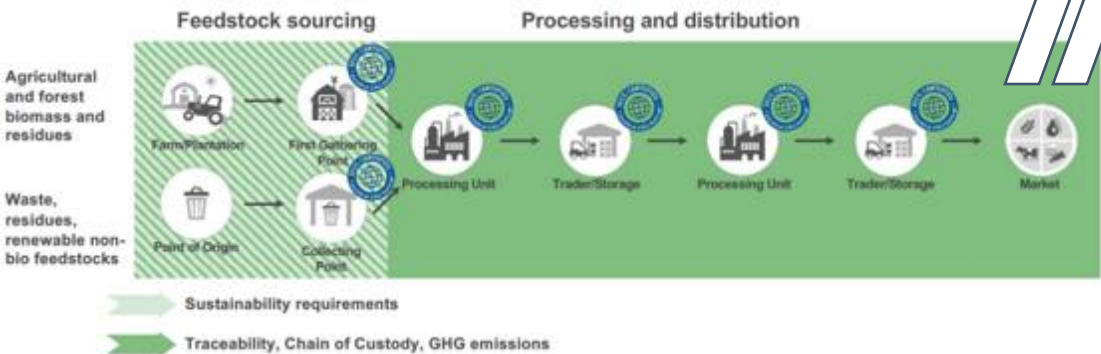 Feedstock sourcing
Processing and distribution
Agricultural
and forest
biomass and
residues
Farm/Plantation
First Gathering
Point
Processing Unit
Trader/Storage
Processing Unit
Trader/Storage
Market
Waste,
residues,
renewable non-
bio feedstocks
Point of Origin
Collecting
Point
Sustainability requirements
Traceability, Chain of Custody, GHG emissions